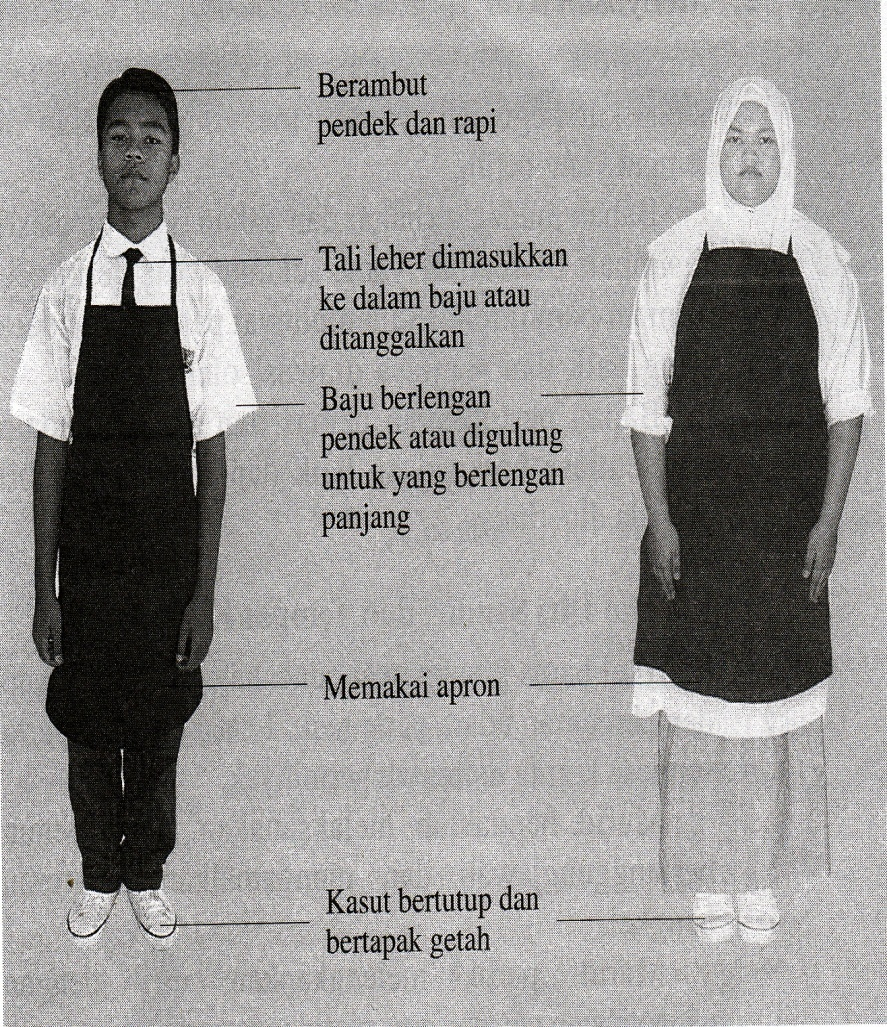 Berambut
pendek dan rapi
Tali leher dimasukkan
ke dalam baju atau
ditanggalkan
Baju berlengan
pendek atau digulung
untuk yang berlengan
panjang
Memakai apron
Kasut bertutup dan
bertapak getah